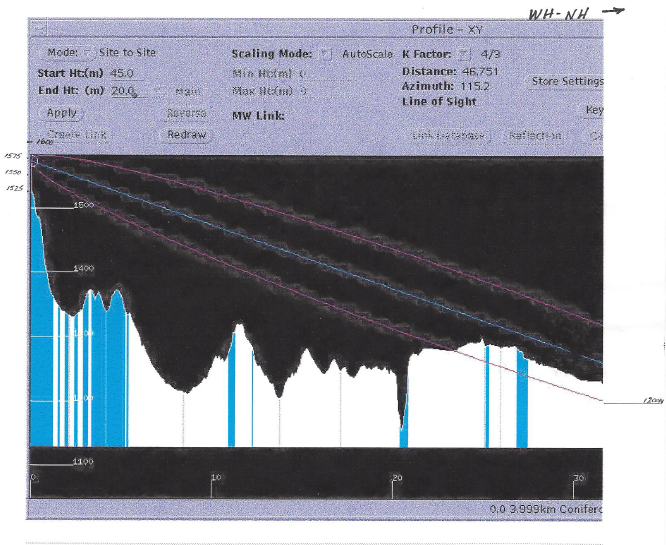 WH-NH →
Profile - XY
Mode: Site to Site
Scaling Mode: AutoScale
K Factor: 4/3
Start Ht:(m) 45.0
Min Ht(m) 0
Distance: 46.751
End Ht: (m) 20.0
Main
Max Ht(m) 0
Azimuth: 115.2
Store Settings
Line of Sight
Apply
Reverse
MW Link:
Key
Create Link
Redraw
Link Database
Reflection
1600
1575
1550
1525
1500
1400
1200m
1100
0
10
20
30
0.0 3.999km Conifero